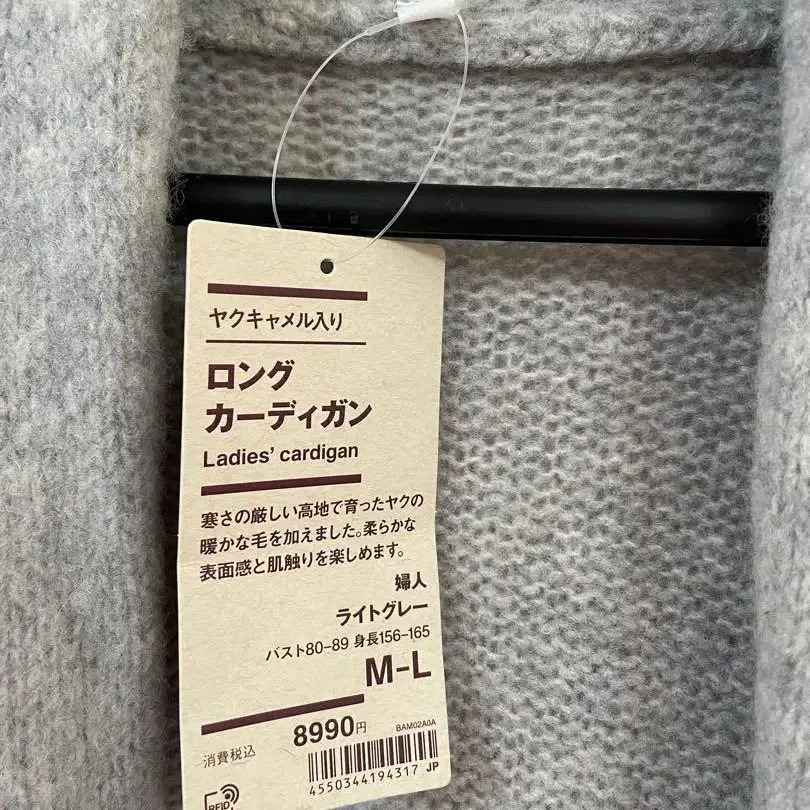 ヤクキャメル入り
ロング
カーディガン
Ladies' cardigan
寒さの厳しい高地で育ったヤクの
暖かな毛を加えました。柔らかな
表面感と肌触りを楽しめます。
婦人
ライトグレー
バスト80-89 身長156-165
M-L
8990円 BAM02A0A
消費税込
4550344194317 JP
RFID